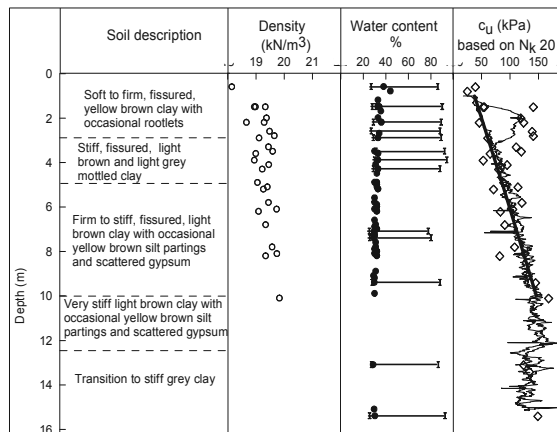 Soil description
Density
(kN/m3)
Water content
%
cu (kPa)
based on Nk 20
18 19 20 21
20 40 60 80
50 100 150
Depth (m)
0
2
4
6
8
10
12
14
16
Soft to firm, fissured,
yellow brown clay with
occasional rootlets
Stiff, fissured, light
brown and light grey
mottled clay
Firm to stiff, fissured, light
brown clay with occasional
yellow brown silt partings
and scattered gypsum
Very stiff light brown clay with
occasional yellow brown silt
partings and scattered gypsum
Transition to stiff grey clay